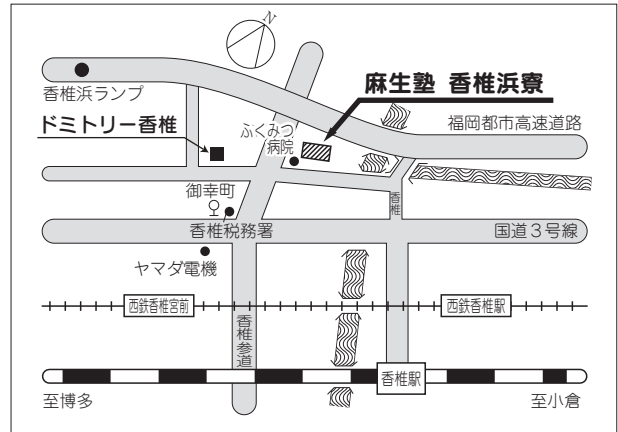 N
麻生塾 香椎浜寮
香椎浜ランプ
ドミトリー香椎
ふくみつ
病院
福岡都市高速道路
御幸町
香椎
香椎税務署
国道3号線
ヤマダ電機
西鉄香椎宮前
西鉄香椎駅
香椎参道
香椎駅
至博多
至小倉